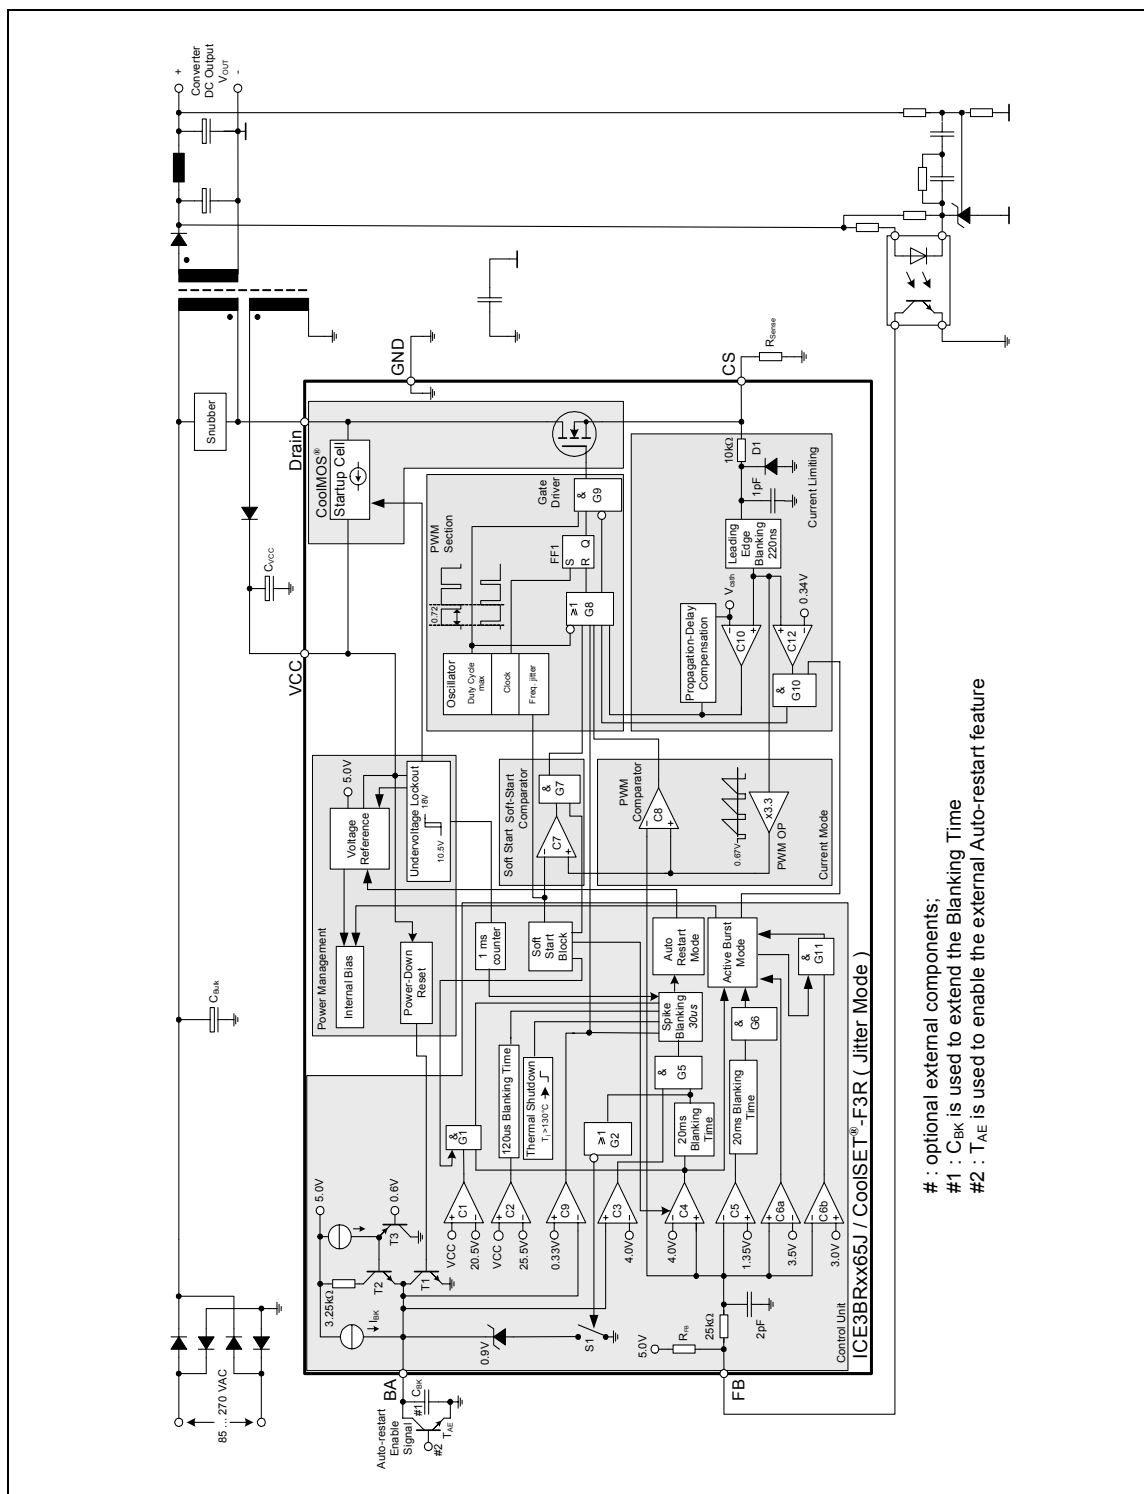 85 ... 270 VAC
CBulk
Snubber
+
Converter
DC Output
VOUT
-
CVCC
VCC
Drain
GND
CS
RSense
BA
FB
Auto-restart
Enable
Signal
#2
TAE
#1
CBK
Power Management
Internal Bias
Voltage
Reference
5.0V
Undervoltage Lockout
18V
10.5V
Power-Down
Reset
CoolMOS®
Startup Cell
PWM
Section
0.72
Oscillator
Duty Cycle
max
Clock
Freq. jitter
Gate
Driver
&
G9
FF1
S
R
Q
≥1
G8
5.0V
3.25kΩ
IBK
T2
T3
0.6V
T1
0.9V
S1
1 ms
counter
Soft
Start
Block
Soft Start
Soft-Start
Comparator
&
G7
C7
-
+
VCC
20.5V
+
-
C1
&
G1
VCC
25.5V
+
-
C2
120us Blanking Time
Thermal Shutdown
Tj >130°C
0.33V
-
+
C9
Spike
Blanking
30us
Auto
Restart
Mode
≥1
G2
4.0V
+
-
C3
&
G5
4.0V
-
+
C4
20ms
Blanking
Time
1.35V
-
+
C5
20ms Blanking
Time
&
G6
Active Burst
Mode
3.5V
+
-
C6a
3.0V
-
+
C6b
&
G11
5.0V
RFB
25kΩ
2pF
Control Unit
PWM
Comparator
C8
-
+
0.67V
x3.3
PWM OP
Current Mode
Propagation-Delay
Compensation
Vcsth
C10
-
+
C12
+
-
0.34V
&
G10
Leading
Edge
Blanking
220ns
10kΩ
D1
1pF
Current Limiting
ICE3BRxx65J / CoolSET®-F3R ( Jitter Mode )
# : optional external components;
#1 : CBK is used to extend the Blanking Time
#2 : TAE is used to enable the external Auto-restart feature